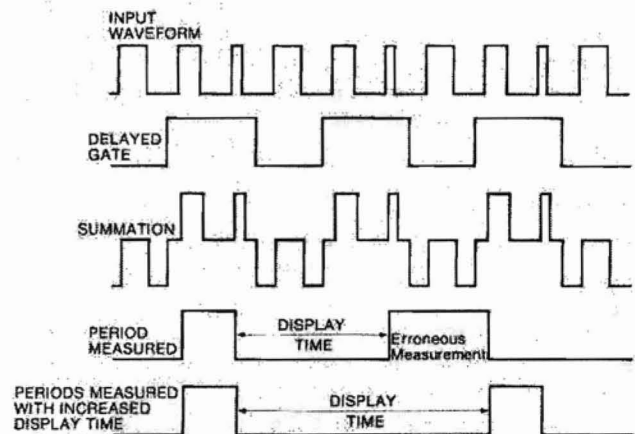 INPUT
WAVEFORM
DELAYED
GATE
SUMMATION
PERIOD
MEASURED
DISPLAY
TIME
Erroneous
Measurement
PERIODS MEASURED
WITH INCREASED
DISPLAY TIME
DISPLAY
TIME